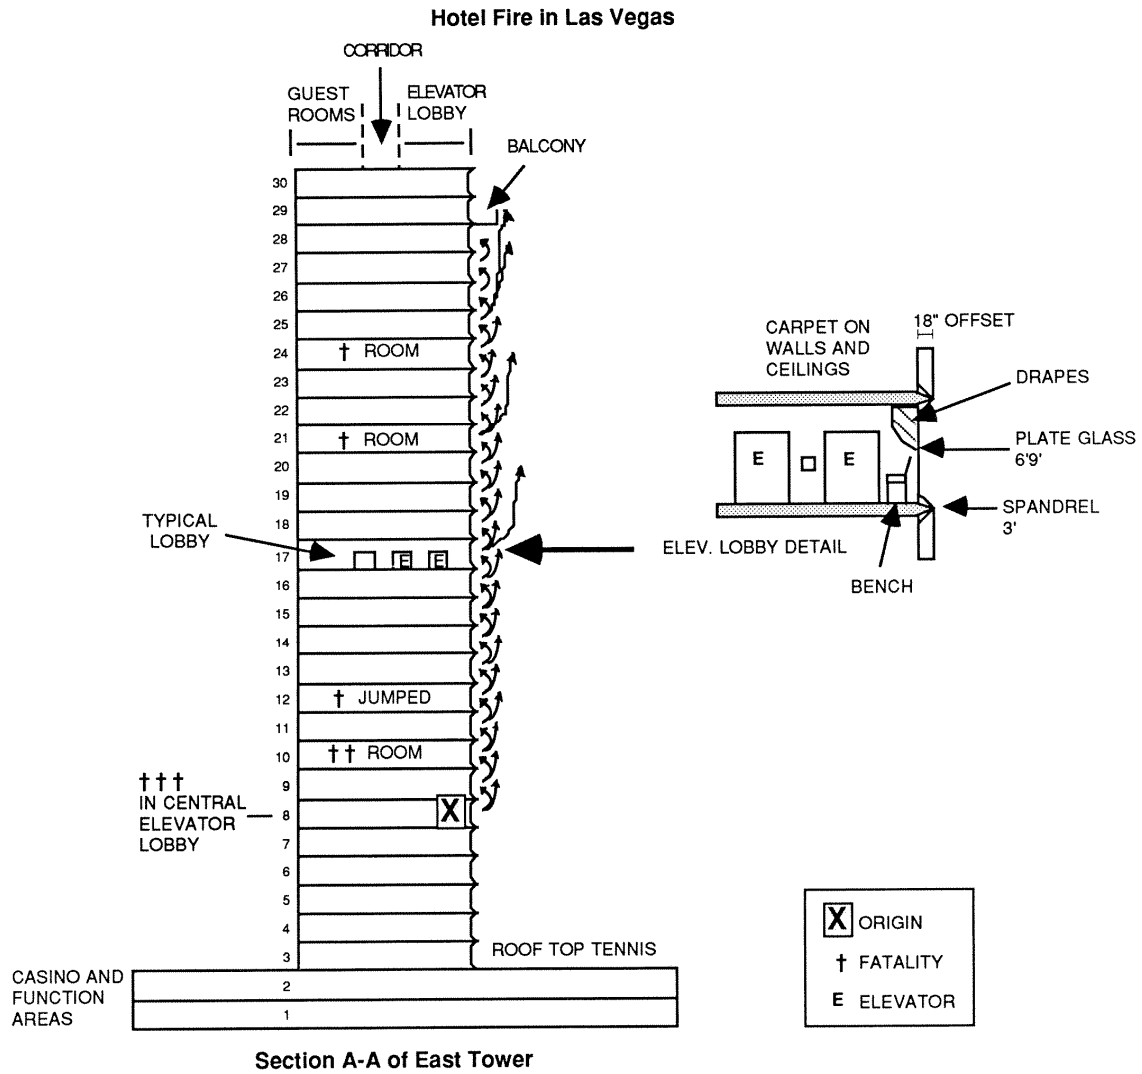 Hotel Fire in Las Vegas
CORRIDOR
GUEST
ROOMS
ELEVATOR
LOBBY
BALCONY
30
29
28
27
26
25
24
† ROOM
23
22
21
† ROOM
20
19
18
TYPICAL
LOBBY
17
E
E
16
15
14
13
12
† JUMPED
11
10
†† ROOM
9
†††
IN CENTRAL
ELEVATOR
LOBBY
8
X
7
6
5
4
3
ROOF TOP TENNIS
CASINO AND
FUNCTION
AREAS
2
1
Section A-A of East Tower
CARPET ON
WALLS AND
CEILINGS
18" OFFSET
DRAPES
PLATE GLASS
6'9'
E
E
SPANDREL
3'
ELEV. LOBBY DETAIL
BENCH
X ORIGIN
† FATALITY
E ELEVATOR